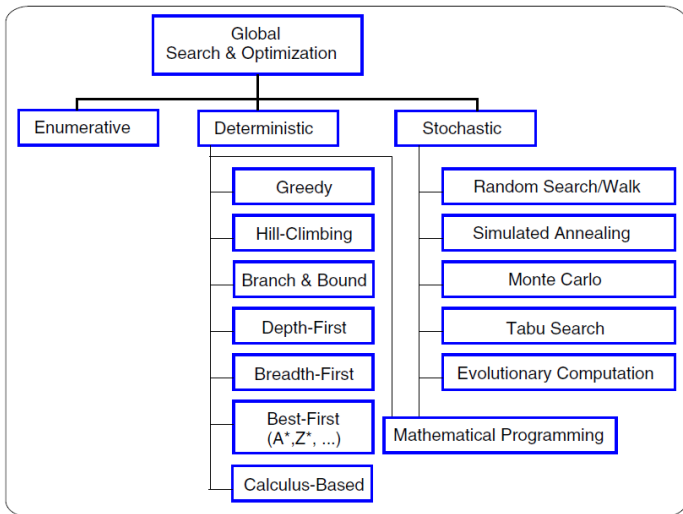 Global
Search & Optimization
Enumerative
Deterministic
Stochastic
Greedy
Hill-Climbing
Branch & Bound
Depth-First
Breadth-First
Best-First
(A*,Z*, ...)
Calculus-Based
Random Search/Walk
Simulated Annealing
Monte Carlo
Tabu Search
Evolutionary Computation
Mathematical Programming